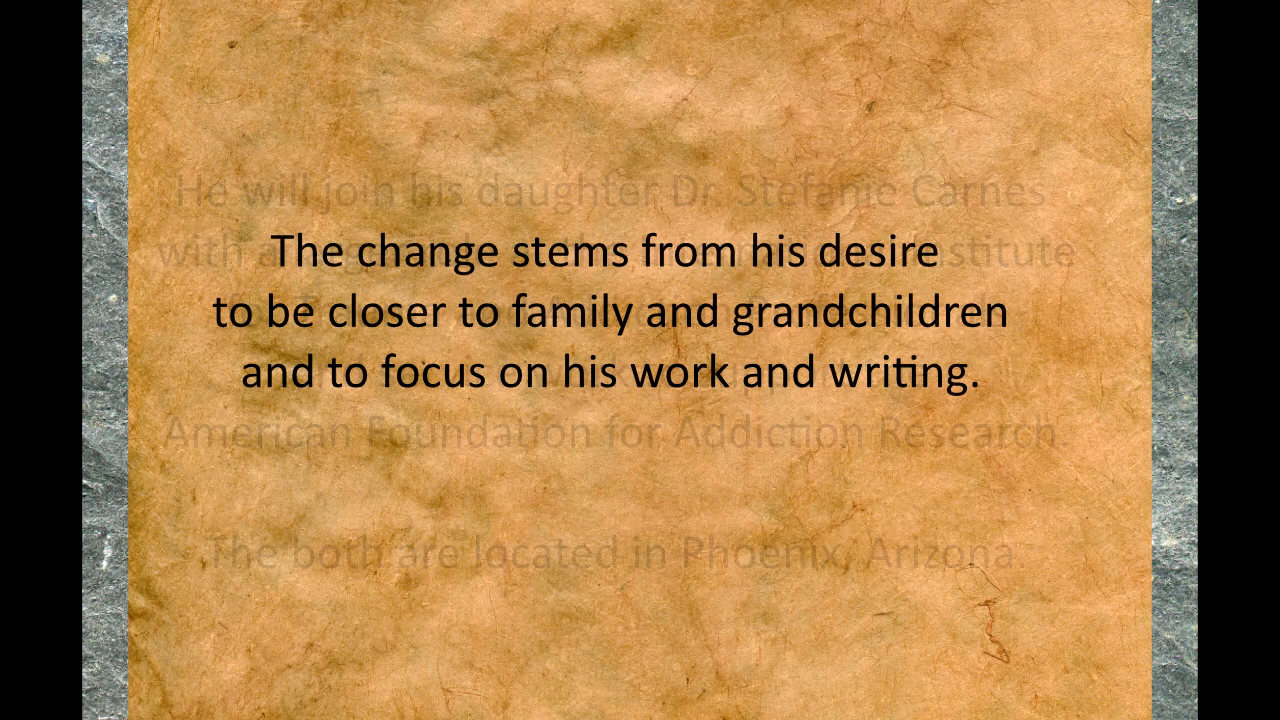 He will join his daughter Dr. Stefanie Carnes
The change stems from his desire
to be closer to family and grandchildren
and to focus on his work and writing.
American Foundation for Addiction Research.
The both are located in Phoenix, Arizona.